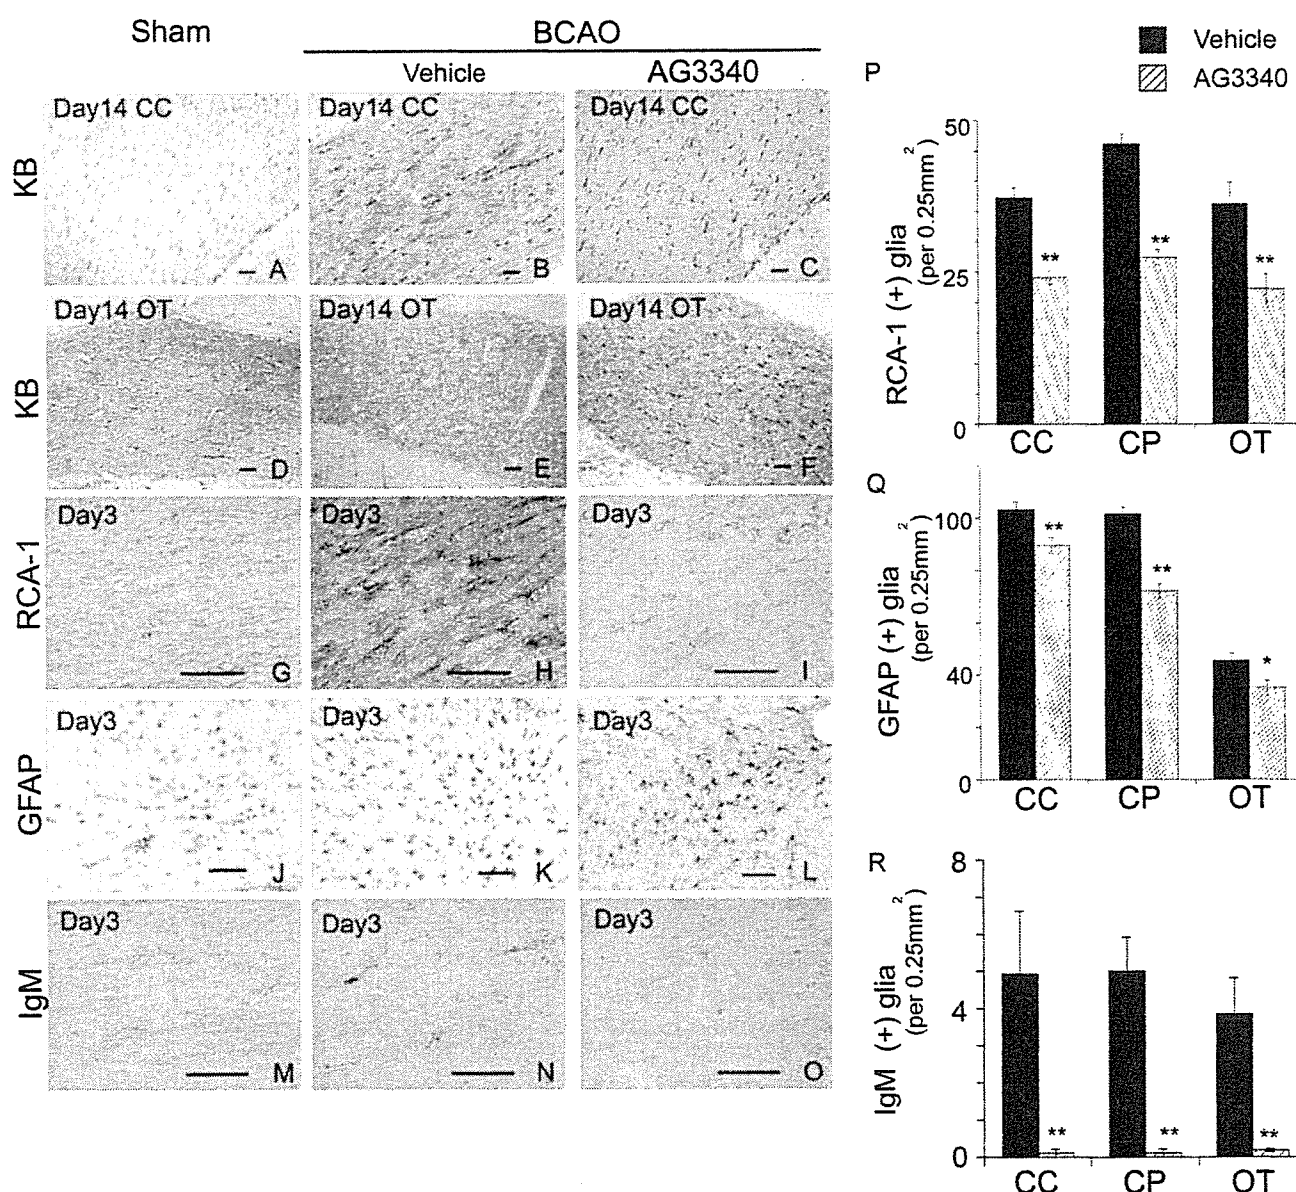 Sham
BCAO
Vehicle
AG3340
KB
Day14 CC
A
Day14 CC
B
Day14 CC
C
KB
Day14 OT
D
Day14 OT
E
Day14 OT
F
RCA-1
Day3
G
Day3
H
Day3
I
GFAP
Day3
J
Day3
K
Day3
L
IgM
Day3
M
Day3
N
Day3
O
Vehicle
AG3340
P
RCA-1 (+) glia
(per 0.25mm²)
50
25
0
** ** **
CC CP OT
Q
GFAP (+) glia
(per 0.25mm²)
100
40
0
** ** *
CC CP OT
R
IgM (+) glia
(per 0.25mm²)
8
4
0
** ** **
CC CP OT